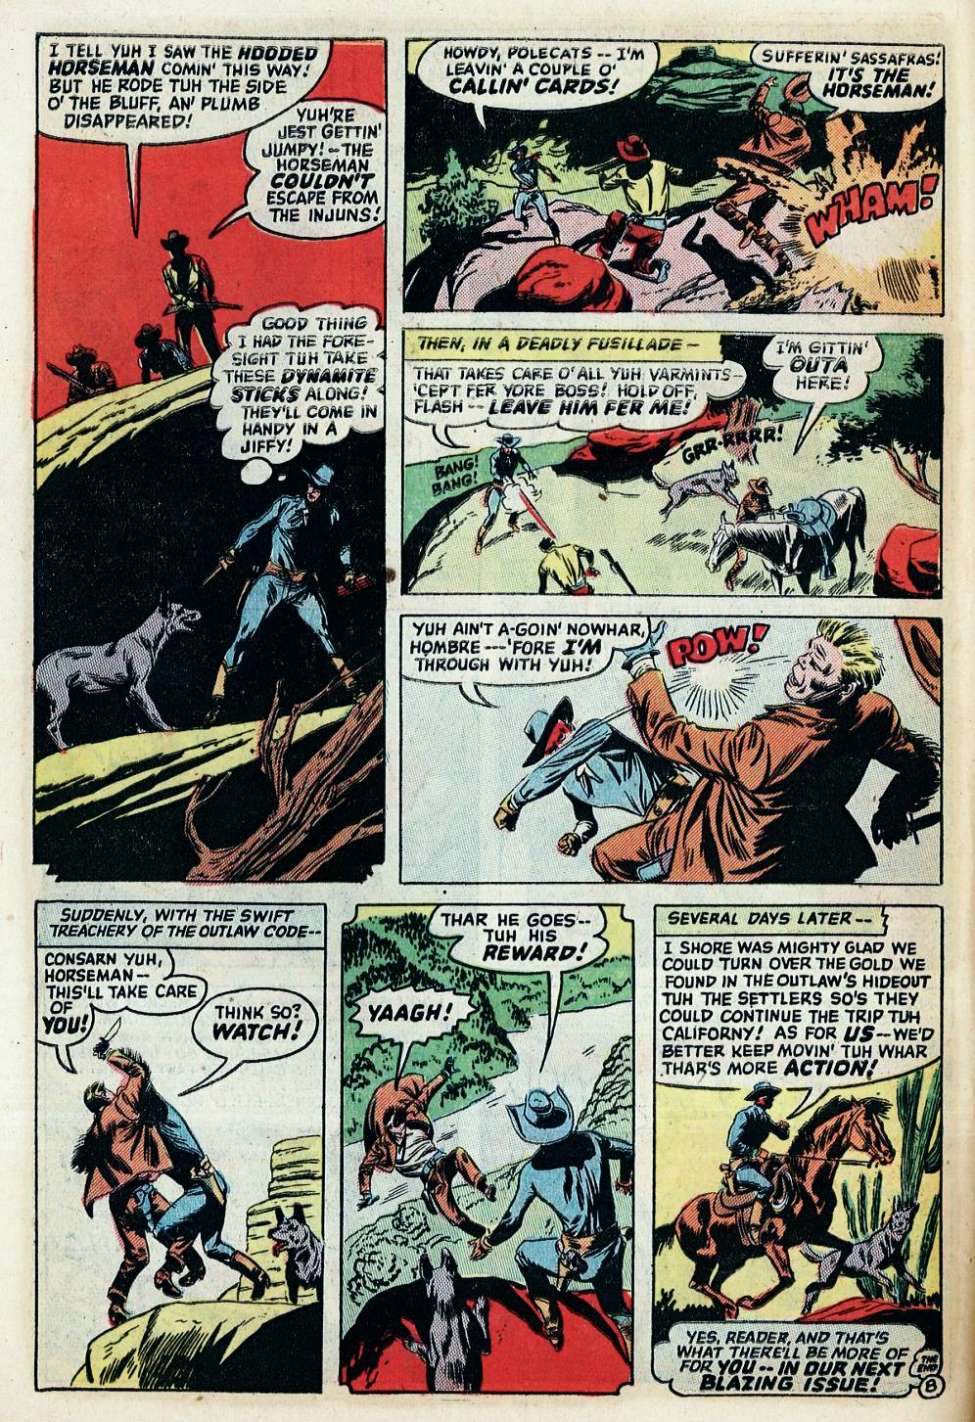 I TELL YUH I SAW THE HOODED
HORSEMAN COMIN' THIS WAY!
BUT HE RODE TUH THE SIDE
O' THE BLUFF, AN' PLUMB
DISAPPEARED!
YUH'RE
JEST GETTIN'
JUMPY! - THE
HORSEMAN
COULDN'T
ESCAPE FROM
THE INJUNS!
GOOD THING
I HAD THE FORE-
SIGHT TUH TAKE
THESE DYNAMITE
STICKS ALONG!
THEY'LL COME IN
HANDY IN A
JIFFY!
HOWDY, POLECATS -- I'M
LEAVIN' A COUPLE O'
CALLIN' CARDS!
SUFFERIN' SASSAFRAS!
IT'S THE
HORSEMAN!
WHAM!
THEN, IN A DEADLY FUSILLADE --
THAT TAKES CARE O' ALL YUH VARMINTS --
'CEPT FER YORE BOSS! HOLD OFF,
FLASH -- LEAVE HIM FER ME!
I'M GITTIN'
OUTA
HERE!
BANG!
BANG!
GRR-RRRR!
YUH AIN'T A-GOIN' NOWHAR,
HOMBRE --- 'FORE I'M
THROUGH WITH YUH!
POW!
SUDDENLY, WITH THE SWIFT
TREACHERY OF THE OUTLAW CODE --
CONSARN YUH,
HORSEMAN --
THIS'LL TAKE CARE
OF
YOU!
THINK SO?
WATCH!
THAR HE GOES --
TUH HIS
REWARD!
YAAGH!
SEVERAL DAYS LATER --
I SHORE WAS MIGHTY GLAD WE
COULD TURN OVER THE GOLD WE
FOUND IN THE OUTLAW'S HIDEOUT
TUH THE SETTLERS SO'S THEY
COULD CONTINUE THE TRIP TUH
CALIFORNY! AS FOR US -- WE'D
BETTER KEEP MOVIN' TUH WHAR
THAR'S MORE ACTION!
YES, READER, AND THAT'S
WHAT THERE'LL BE MORE OF
FOR YOU -- IN OUR NEXT
BLAZING ISSUE!
THE
END
8